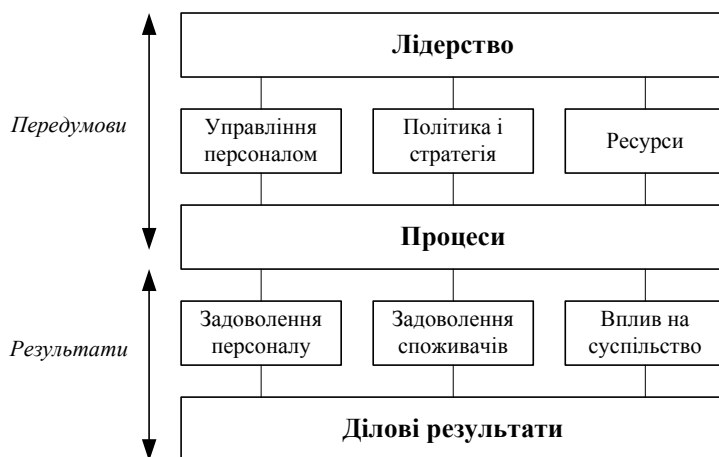 Лідерство
Передумови
Управління
персоналом
Політика і
стратегія
Ресурси
Процеси
Результати
Задоволення
персоналу
Задоволення
споживачів
Вплив на
суспільство
Ділові результати